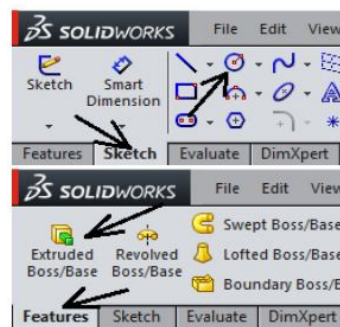 SOLIDWORKS File Edit View
Sketch Smart Dimension
Features Sketch Evaluate DimXpert
SOLIDWORKS File Edit View
Swept Boss/Base
Extruded Boss/Base Revolved Boss/Base Lofted Boss/Base
Boundary Boss/B
Features Sketch Evaluate DimXpert